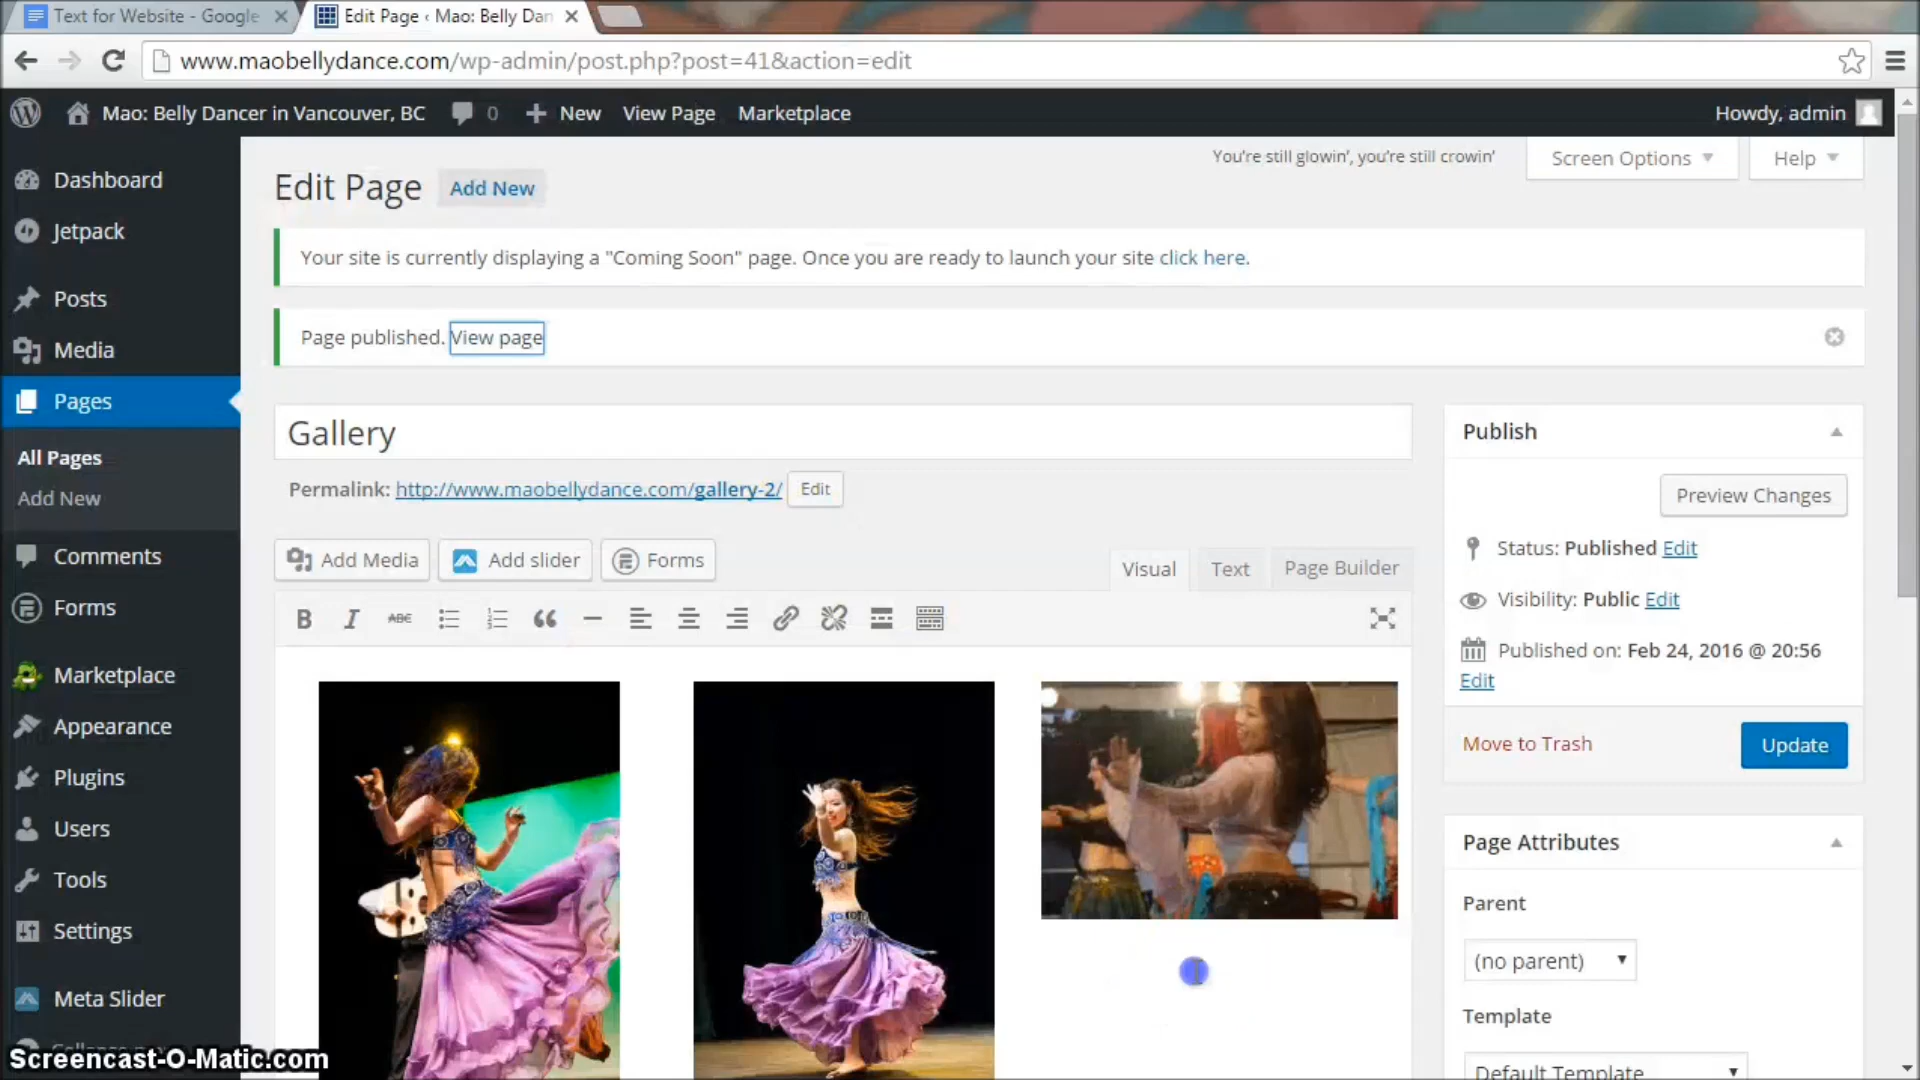 Text for Website - Google
Edit Page ‹ Mao: Belly Dan
www.maobellydance.com/wp-admin/post.php?post=41&action=edit
Mao: Belly Dancer in Vancouver, BC
0
New
View Page
Marketplace
Howdy, admin
You're still glowin', you're still crowin'
Screen Options
Help
Dashboard
Jetpack
Posts
Media
Pages
All Pages
Add New
Comments
Forms
Marketplace
Appearance
Plugins
Users
Tools
Settings
Meta Slider
Edit Page
Add New
Your site is currently displaying a "Coming Soon" page. Once you are ready to launch your site click here.
Page published. View page
Gallery
Permalink: http://www.maobellydance.com/gallery-2/ Edit
Add Media
Add slider
Forms
Visual
Text
Page Builder
B I ABC
Publish
Preview Changes
Status: Published Edit
Visibility: Public Edit
Published on: Feb 24, 2016 @ 20:56
Edit
Move to Trash
Update
Page Attributes
Parent
(no parent)
Template
Default Template
Screencast-O-Matic.com